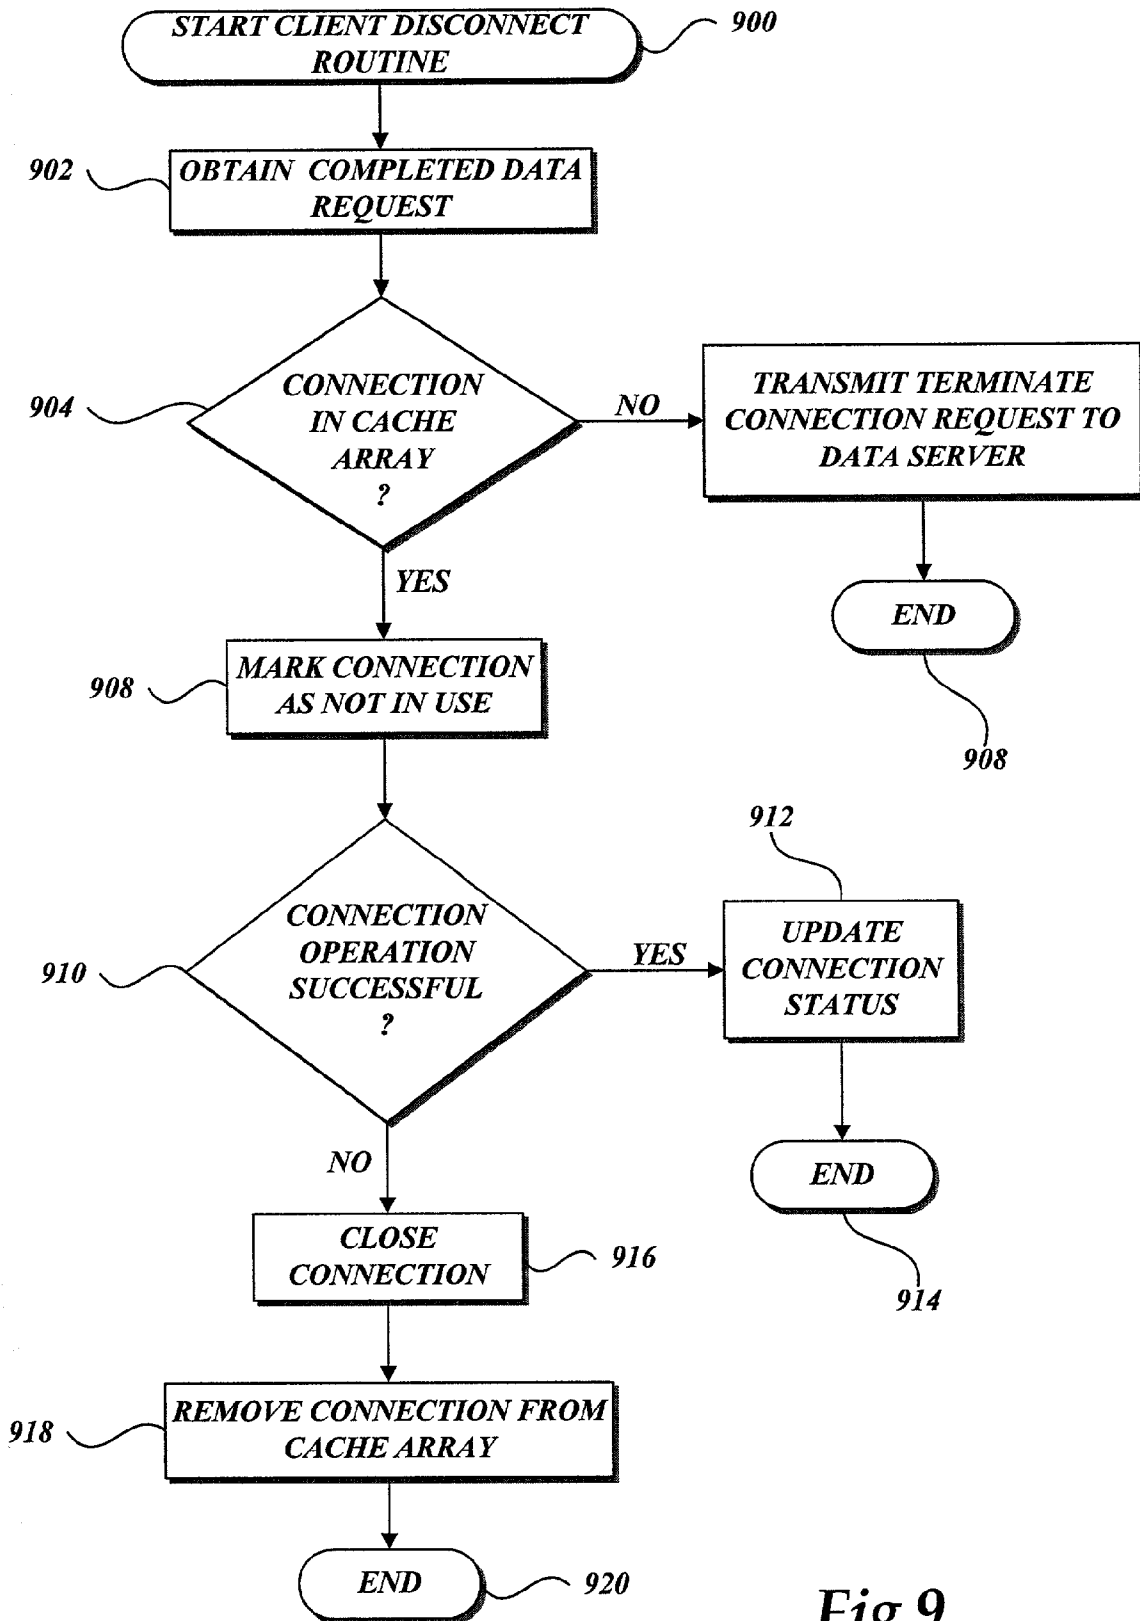 START CLIENT DISCONNECT
ROUTINE
900
902
OBTAIN COMPLETED DATA
REQUEST
904
CONNECTION
IN CACHE
ARRAY
?
NO
TRANSMIT TERMINATE
CONNECTION REQUEST TO
DATA SERVER
YES
END
908
908
MARK CONNECTION
AS NOT IN USE
912
910
CONNECTION
OPERATION
SUCCESSFUL
?
YES
UPDATE
CONNECTION
STATUS
NO
END
914
CLOSE
CONNECTION
916
918
REMOVE CONNECTION FROM
CACHE ARRAY
END
920
Fig.9